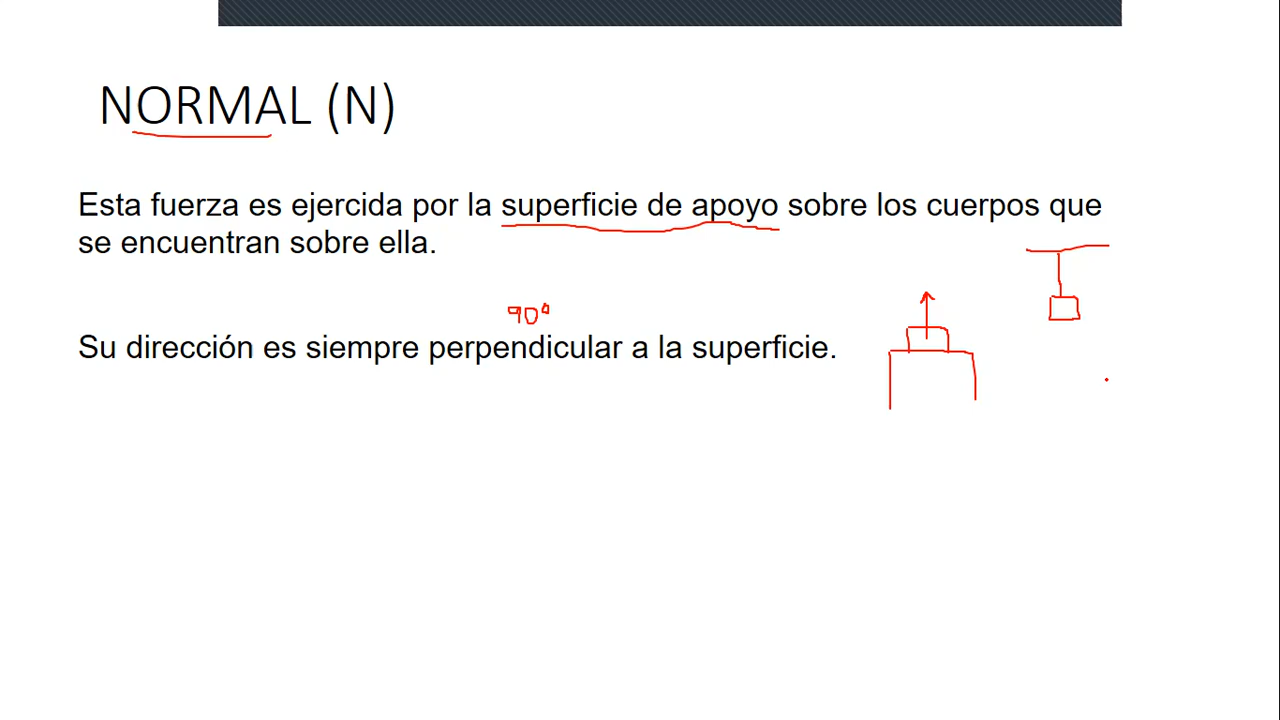 NORMAL (N)
Esta fuerza es ejercida por la superficie de apoyo sobre los cuerpos que
se encuentran sobre ella.
90°
Su dirección es siempre perpendicular a la superficie.